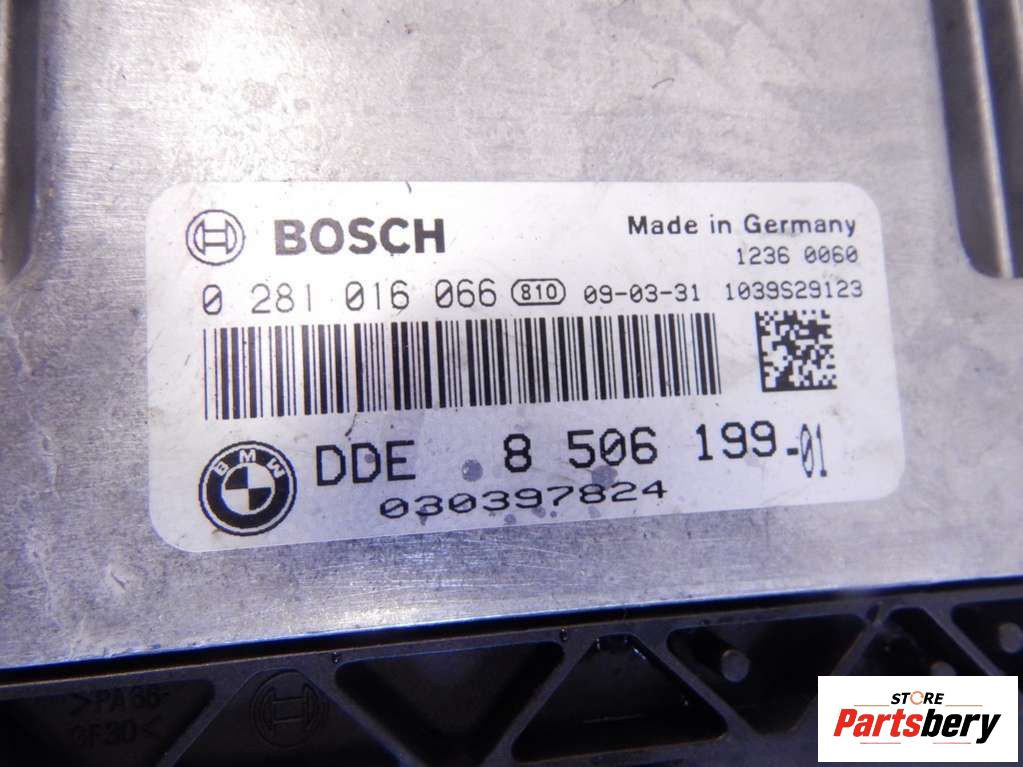 BOSCH
Made in Germany
1236 0060
0 281 016 066 810 09-03-31 1039S29123
BMW
DDE 8 506 199-01
030397824
>PA66-
GF30<
STORE
Partsbery